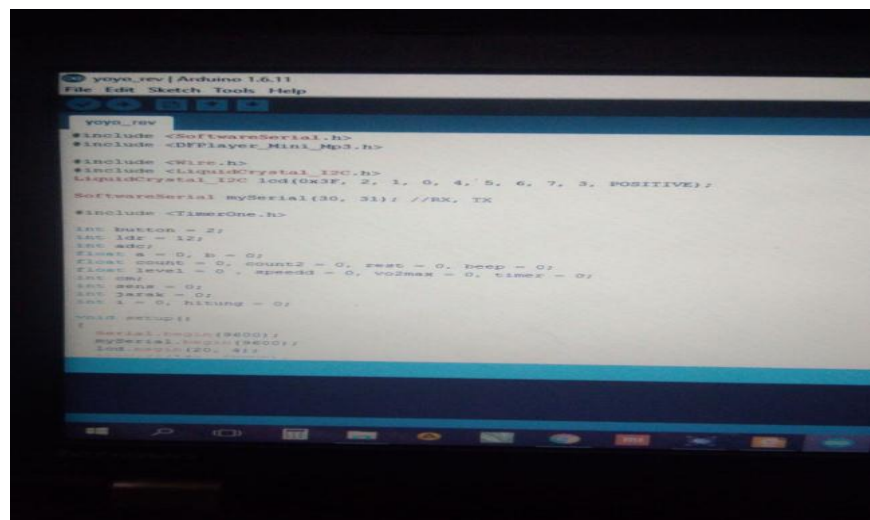 yoyo_rev | Arduino 1.6.11
File Edit Sketch Tools Help
yoyo_rev
#include <SoftwareSerial.h>
#include <DFPlayer_Mini_Mp3.h>
#include <Wire.h>
#include <LiquidCrystal_I2C.h>
LiquidCrystal_I2C lcd(0x3F, 2, 1, 0, 4, 5, 6, 7, 3, POSITIVE);
SoftwareSerial mySerial(30, 31); //RX, TX
#include <TimerOne.h>
int button = 2;
int ldr = 12;
int adc;
float a = 0, b = 0;
float count = 0, count2 = 0, rest = 0, beep = 0;
float level = 0 , speedd = 0, vo2max = 0, timer = 0;
int cm;
int sens = 0;
int jarak = 0;
int i = 0, hitung = 0;
void setup()
{
Serial.begin(9600);
mySerial.begin(9600);
lcd.begin(20, 4);